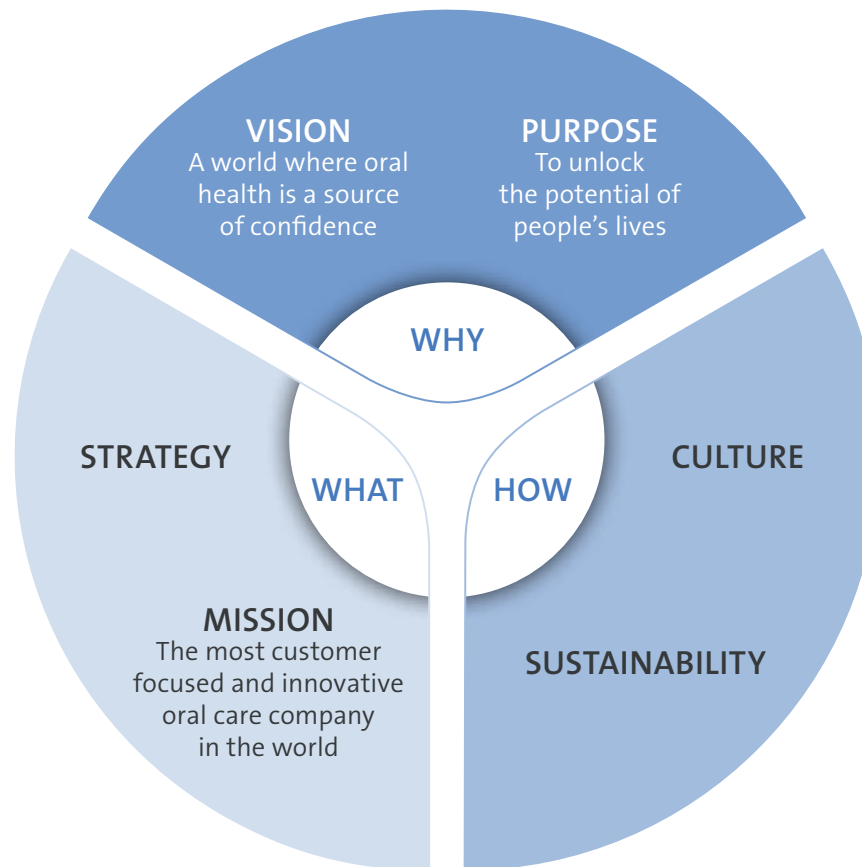 VISION
A world where oral
health is a source
of confidence
PURPOSE
To unlock
the potential of
people’s lives
WHY
STRATEGY
WHAT
HOW
CULTURE
MISSION
The most customer
focused and innovative
oral care company
in the world
SUSTAINABILITY